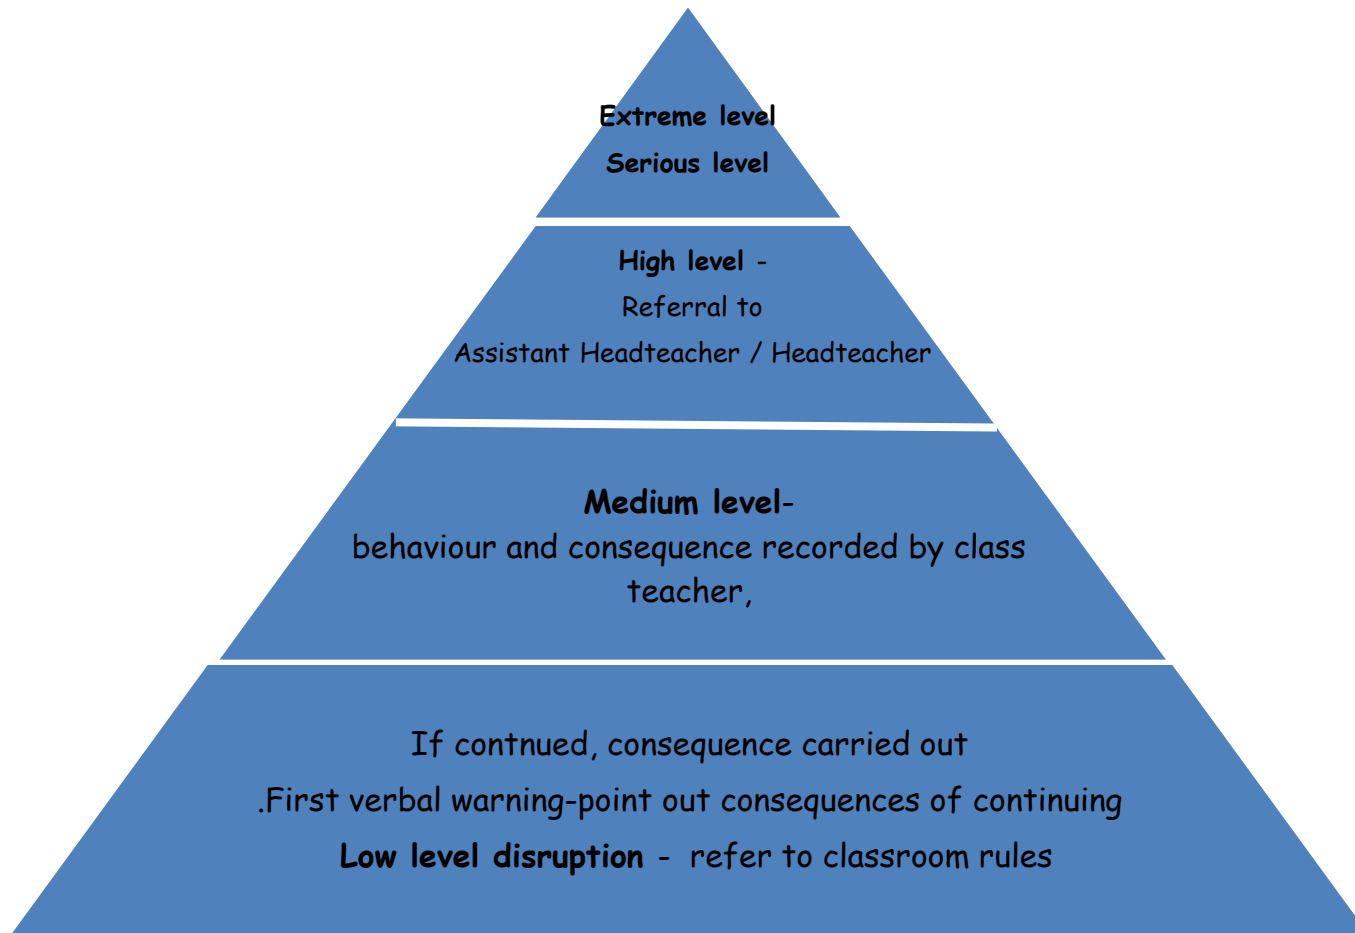 Extreme level
Serious level
High level -
Referral to
Assistant Headteacher / Headteacher
Medium level-
behaviour and consequence recorded by class
teacher,
If contnued, consequence carried out
.First verbal warning-point out consequences of continuing
Low level disruption - refer to classroom rules